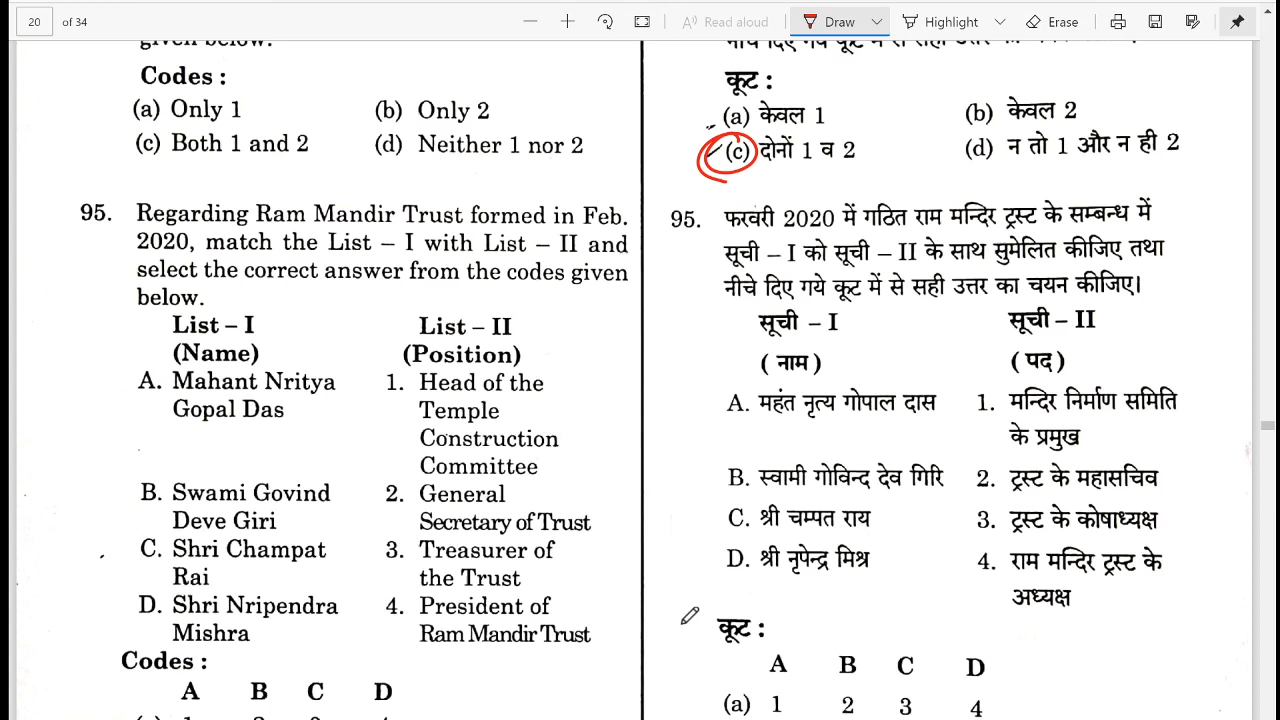 20 of 34
Read aloud
Draw
Highlight
Erase
given below.
Codes :
(a) Only 1 (b) Only 2
(c) Both 1 and 2 (d) Neither 1 nor 2
95. Regarding Ram Mandir Trust formed in Feb.
2020, match the List – I with List – II and
select the correct answer from the codes given
below.
List – I List – II
(Name) (Position)
A. Mahant Nritya 1. Head of the
Gopal Das Temple
Construction
Committee
B. Swami Govind 2. General
Deve Giri Secretary of Trust
C. Shri Champat 3. Treasurer of
Rai the Trust
D. Shri Nripendra 4. President of
Mishra Ram Mandir Trust
Codes :
A B C D
नीचे दिए गये कूट में से सही उत्तर का चयन कीजिए।
कूट :
(a) केवल 1 (b) केवल 2
(c) दोनों 1 व 2 (d) न तो 1 और न ही 2
95. फरवरी 2020 में गठित राम मन्दिर ट्रस्ट के सम्बन्ध में
सूची – I को सूची – II के साथ सुमेलित कीजिए तथा
नीचे दिए गये कूट में से सही उत्तर का चयन कीजिए।
सूची – I सूची – II
( नाम ) ( पद )
A. महंत नृत्य गोपाल दास 1. मन्दिर निर्माण समिति
के प्रमुख
B. स्वामी गोविन्द देव गिरि 2. ट्रस्ट के महासचिव
C. श्री चम्पत राय 3. ट्रस्ट के कोषाध्यक्ष
D. श्री नृपेन्द्र मिश्र 4. राम मन्दिर ट्रस्ट के
अध्यक्ष
कूट :
A B C D
(a) 1 2 3 4